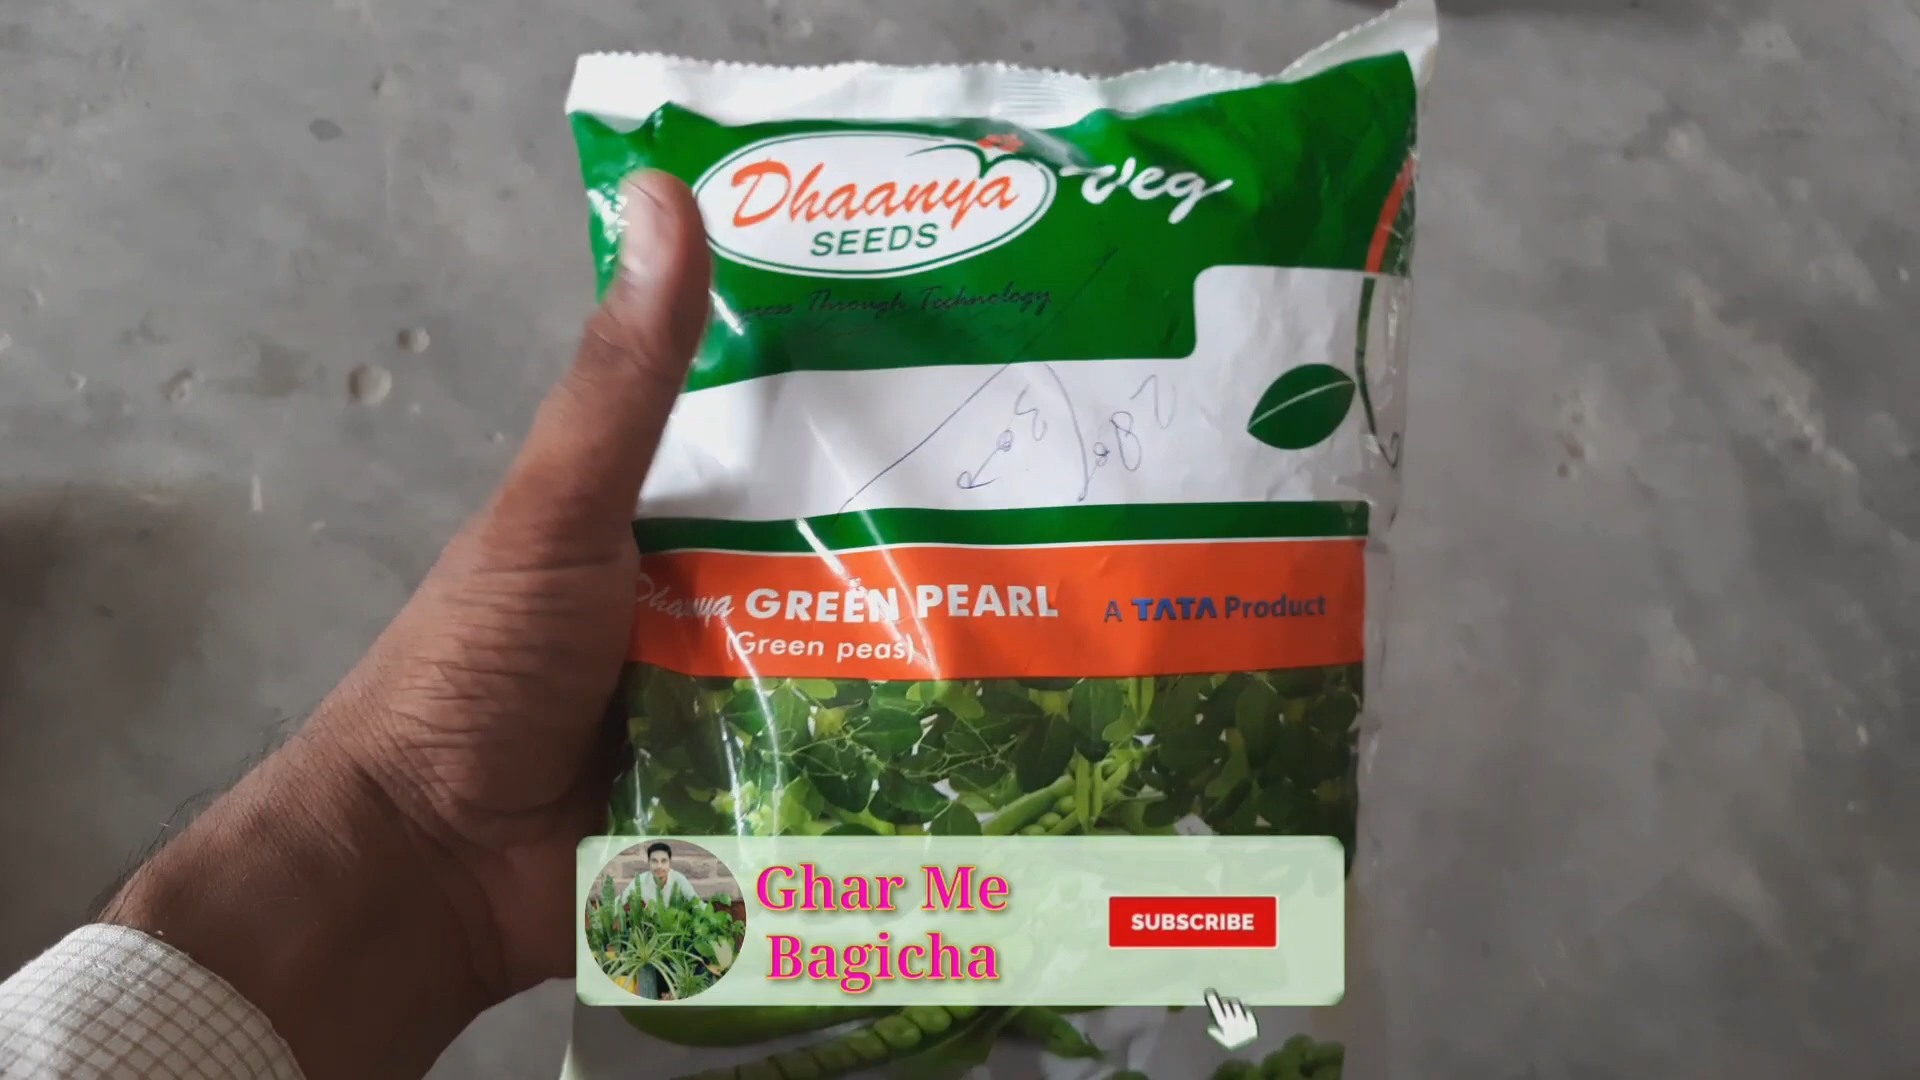 Dhaanya Veg
SEEDS
Through Technology
Dhaanya GREEN PEARL A TATA Product
(Green peas)
Ghar Me
Bagicha
SUBSCRIBE